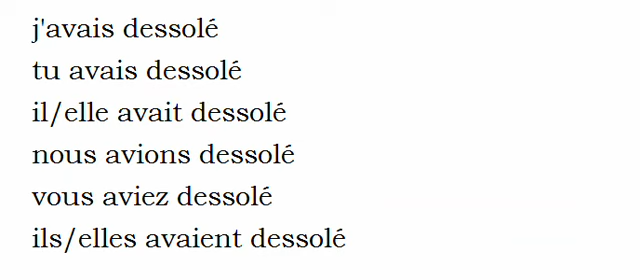 j'avais dessolé
tu avais dessolé
il/elle avait dessolé
nous avions dessolé
vous aviez dessolé
ils/elles avaient dessolé